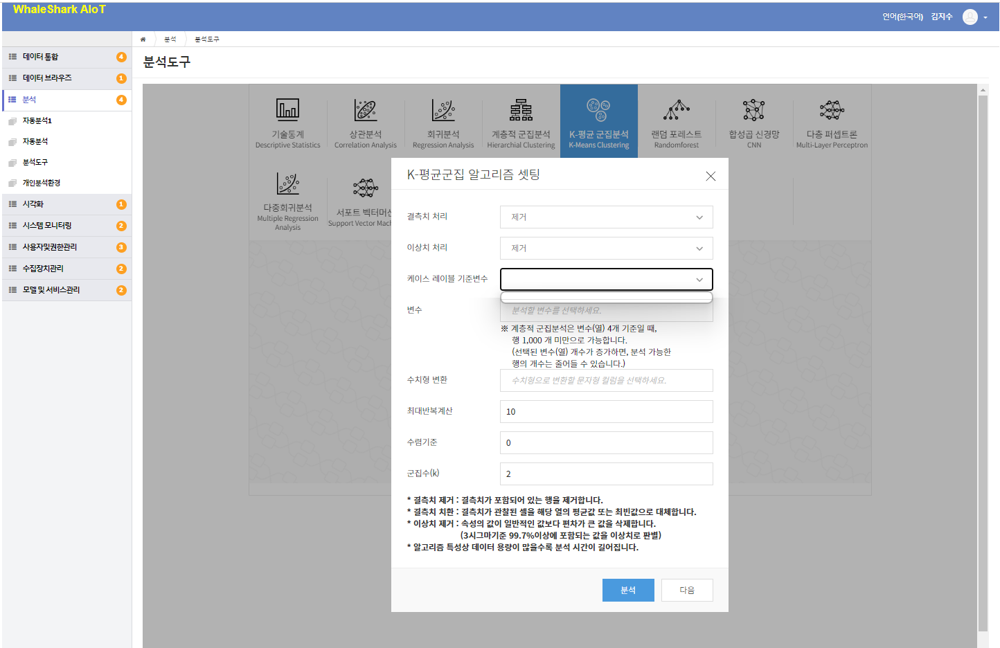 WhaleShark AIoT
언어(한국어) 김지수
분석 분석도구
분석도구
데이터 통합 4
데이터 브라우즈 1
분석 4
자동분석1
자동분석
분석도구
개인분석환경
시각화 1
시스템 모니터링 2
사용자및권한관리 3
수집장치관리 2
모델 및 서비스관리 2
기술통계
Descriptive Statistics
상관분석
Correlation Analysis
회귀분석
Regression Analysis
계층적 군집분석
Hierarchial Clustering
K-평균 군집분석
K-Means Clustering
랜덤 포레스트
Randomforest
합성곱 신경망
CNN
다층 퍼셉트론
Multi-Layer Perceptron
다중회귀분석
Multiple Regression
Analysis
서포트 벡터머신
Support Vector Mach
K-평균군집 알고리즘 셋팅
결측치 처리 제거
이상치 처리 제거
케이스 레이블 기준변수
변수 분석할 변수를 선택하세요.
※ 계층적 군집분석은 변수(열) 4개 기준일 때,
행 1,000 개 미만으로 가능합니다.
(선택된 변수(열) 개수가 증가하면, 분석 가능한
행의 개수는 줄어들 수 있습니다.)
수치형 변환 수치형으로 변환할 문자형 컬럼을 선택하세요.
최대반복계산 10
수렴기준 0
군집수(k) 2
* 결측치 제거 : 결측치가 포함되어 있는 행을 제거합니다.
* 결측치 치환 : 결측치가 관찰된 셀을 해당 열의 평균값 또는 최빈값으로 대체합니다.
* 이상치 제거 : 속성의 값이 일반적인 값보다 편차가 큰 값을 삭제합니다.
(3시그마기준 99.7%이상에 포함되는 값을 이상치로 판별)
* 알고리즘 특성상 데이터 용량이 많을수록 분석 시간이 길어집니다.
분석 다음